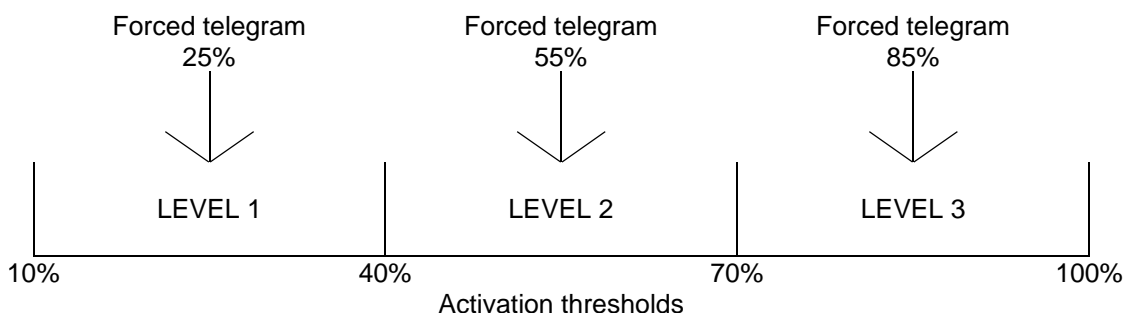 Forced telegram
25%
Forced telegram
55%
Forced telegram
85%
LEVEL 1
LEVEL 2
LEVEL 3
10%
40%
70%
100%
Activation thresholds